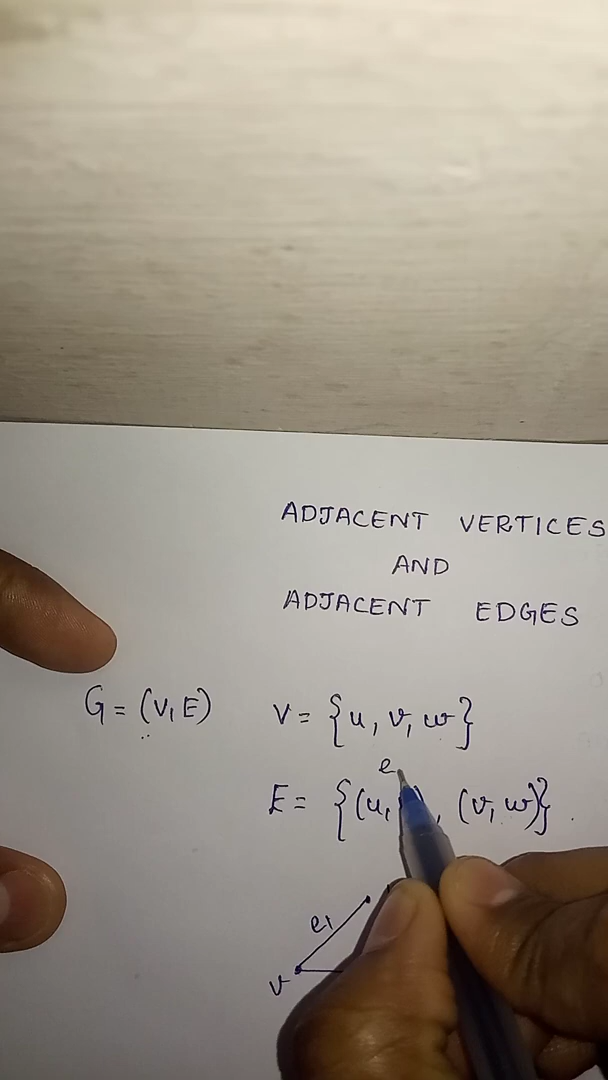 ADJACENT VERTICES
AND
ADJACENT EDGES
G = (V, E) V = {u, v, w}
e
E = {(u, , (v, w)}.
e1
v